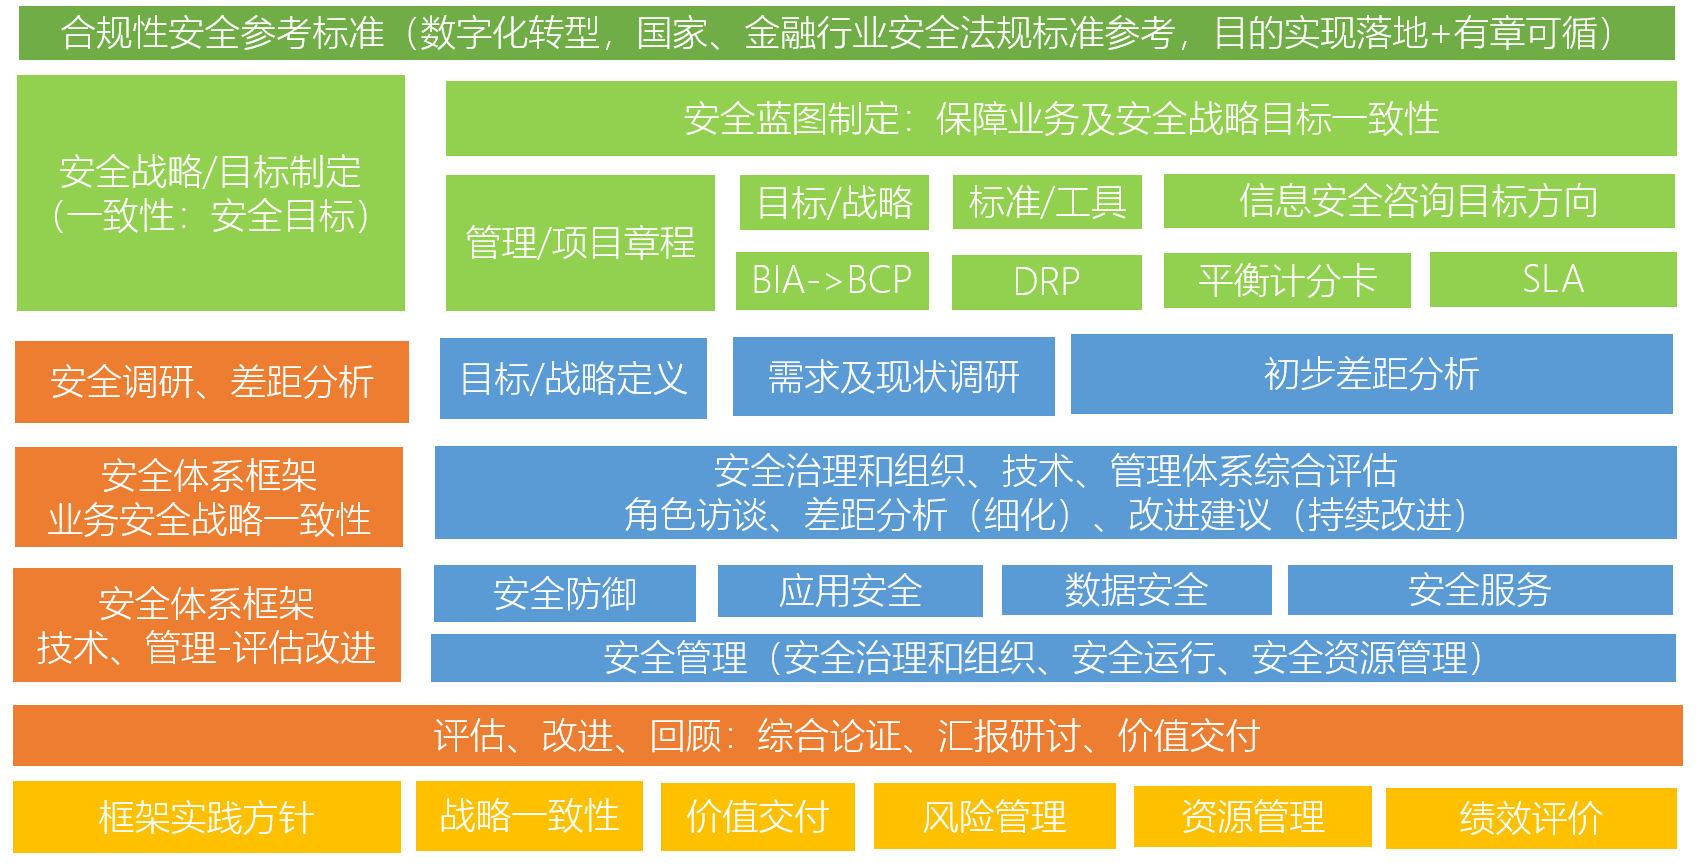 合规性安全参考标准（数字化转型，国家、金融行业安全法规标准参考，目的实现落地+有章可循）
安全战略/目标制定
（一致性：安全目标）
安全蓝图制定：保障业务及安全战略目标一致性
管理/项目章程
目标/战略
标准/工具
信息安全咨询目标方向
BIA->BCP
DRP
平衡计分卡
SLA
安全调研、差距分析
目标/战略定义
需求及现状调研
初步差距分析
安全体系框架
业务安全战略一致性
安全治理和组织、技术、管理体系综合评估
角色访谈、差距分析（细化）、改进建议（持续改进）
安全体系框架
技术、管理-评估改进
安全防御
应用安全
数据安全
安全服务
安全管理（安全治理和组织、安全运行、安全资源管理）
评估、改进、回顾：综合论证、汇报研讨、价值交付
框架实践方针
战略一致性
价值交付
风险管理
资源管理
绩效评价